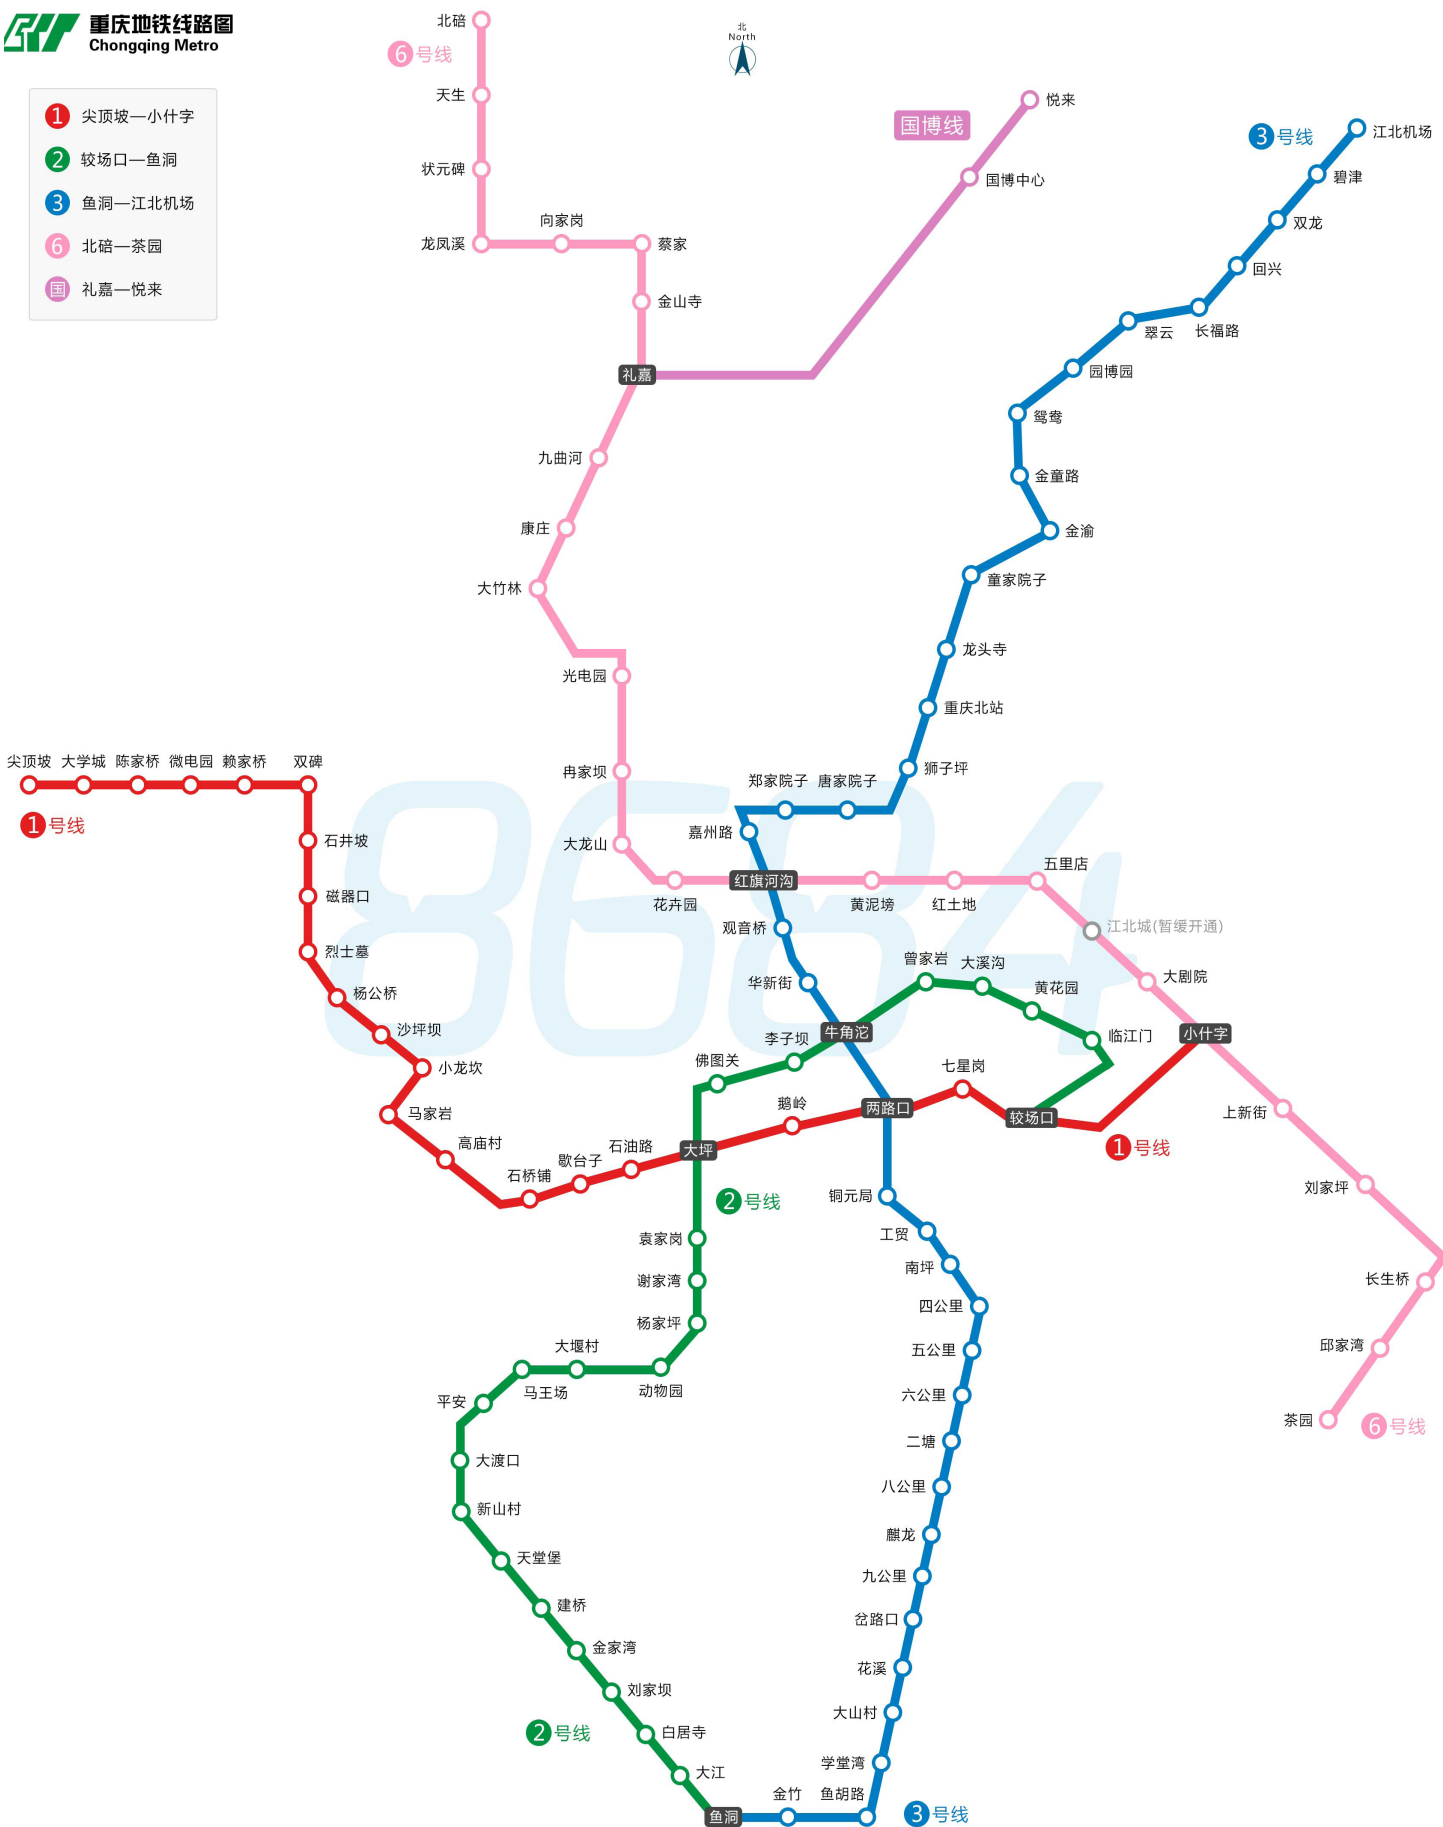 重庆地铁线路图
Chongqing Metro
1 尖顶坡—小什字
2 较场口—鱼洞
3 鱼洞—江北机场
6 北碚—茶园
国 礼嘉—悦来
北
North
北碚
6号线
天生
状元碑
龙凤溪
向家岗
蔡家
金山寺
礼嘉
国博线
悦来
国博中心
3号线
江北机场
碧津
双龙
回兴
长福路
翠云
园博园
鸳鸯
金童路
金渝
童家院子
龙头寺
重庆北站
狮子坪
唐家院子
郑家院子
嘉州路
九曲河
康庄
大竹林
光电园
冉家坝
大龙山
花卉园
红旗河沟
黄泥塝
红土地
五里店
江北城(暂缓开通)
大剧院
小什字
上新街
刘家坪
长生桥
邱家湾
茶园
6号线
尖顶坡
大学城
陈家桥
微电园
赖家桥
双碑
1号线
石井坡
磁器口
烈士墓
杨公桥
沙坪坝
小龙坎
马家岩
高庙村
石桥铺
歇台子
石油路
大坪
鹅岭
两路口
七星岗
较场口
1号线
8684
观音桥
华新街
牛角沱
曾家岩
大溪沟
黄花园
临江门
李子坝
佛图关
2号线
袁家岗
谢家湾
杨家坪
动物园
大堰村
马王场
平安
大渡口
新山村
天堂堡
建桥
金家湾
刘家坝
白居寺
大江
2号线
鱼洞
铜元局
工贸
南坪
四公里
五公里
六公里
二塘
八公里
麒龙
九公里
岔路口
花溪
大山村
学堂湾
鱼胡路
金竹
3号线